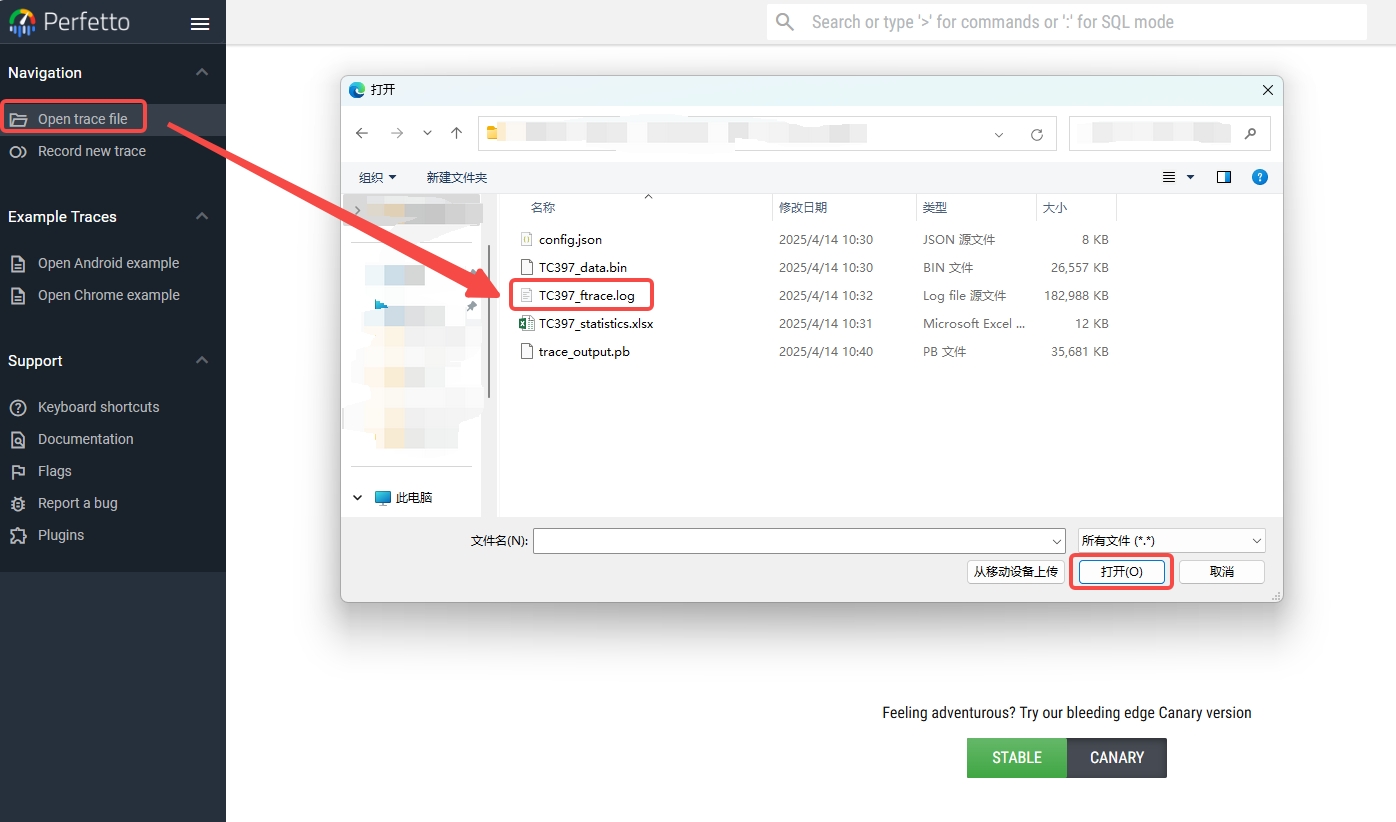 Perfetto
Search or type '>' for commands or ':' for SQL mode
Navigation
Open trace file
Record new trace
Example Traces
Open Android example
Open Chrome example
Support
Keyboard shortcuts
Documentation
Flags
Report a bug
Plugins
打开
组织
新建文件夹
名称 修改日期 类型 大小
config.json 2025/4/14 10:30 JSON 源文件 8 KB
TC397_data.bin 2025/4/14 10:30 BIN 文件 26,557 KB
TC397_ftrace.log 2025/4/14 10:32 Log file 源文件 182,988 KB
TC397_statistics.xlsx 2025/4/14 10:31 Microsoft Excel ... 12 KB
trace_output.pb 2025/4/14 10:40 PB 文件 35,681 KB
此电脑
文件名(N): 所有文件 (*.*)
从移动设备上传 打开(O) 取消
Feeling adventurous? Try our bleeding edge Canary version
STABLE CANARY